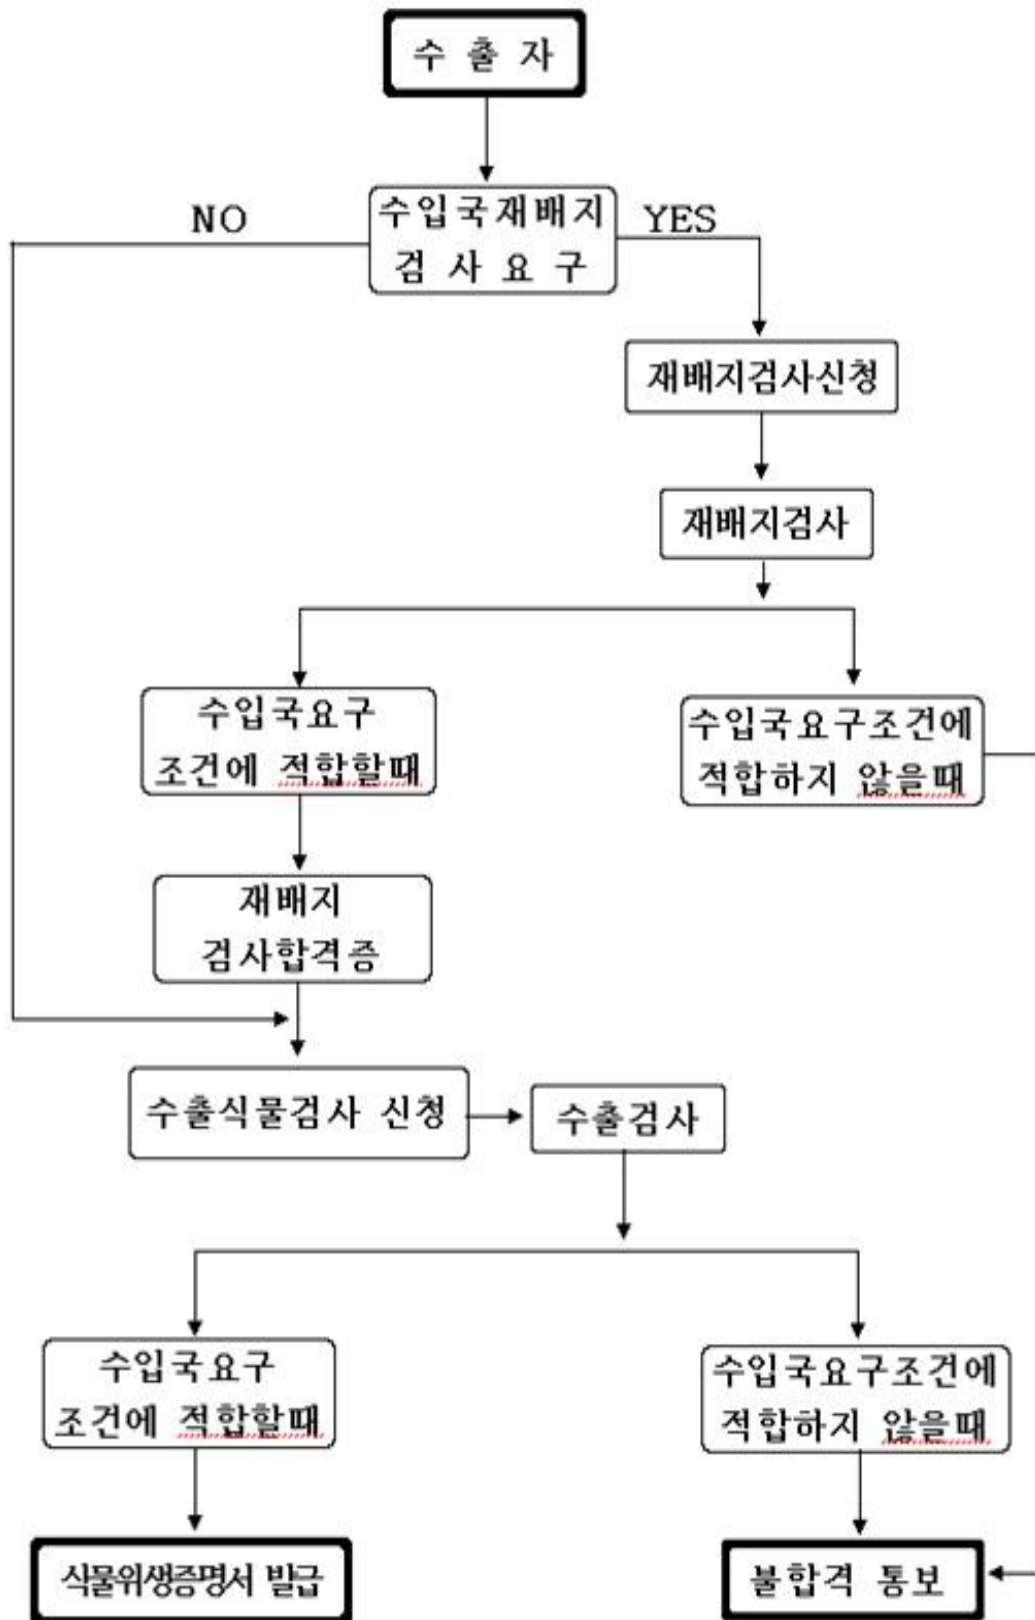 수 출 자
NO
수입국재배지
YES
검 사 요 구
재배지검사신청
재배지검사
수입국요구
조건에 적합할때
수입국요구조건에
적합하지 않을때
재배지
검사합격증
수출식물검사 신청
수출검사
수입국요구
조건에 적합할때
수입국요구조건에
적합하지 않을때
식물위생증명서 발급
불합격 통보